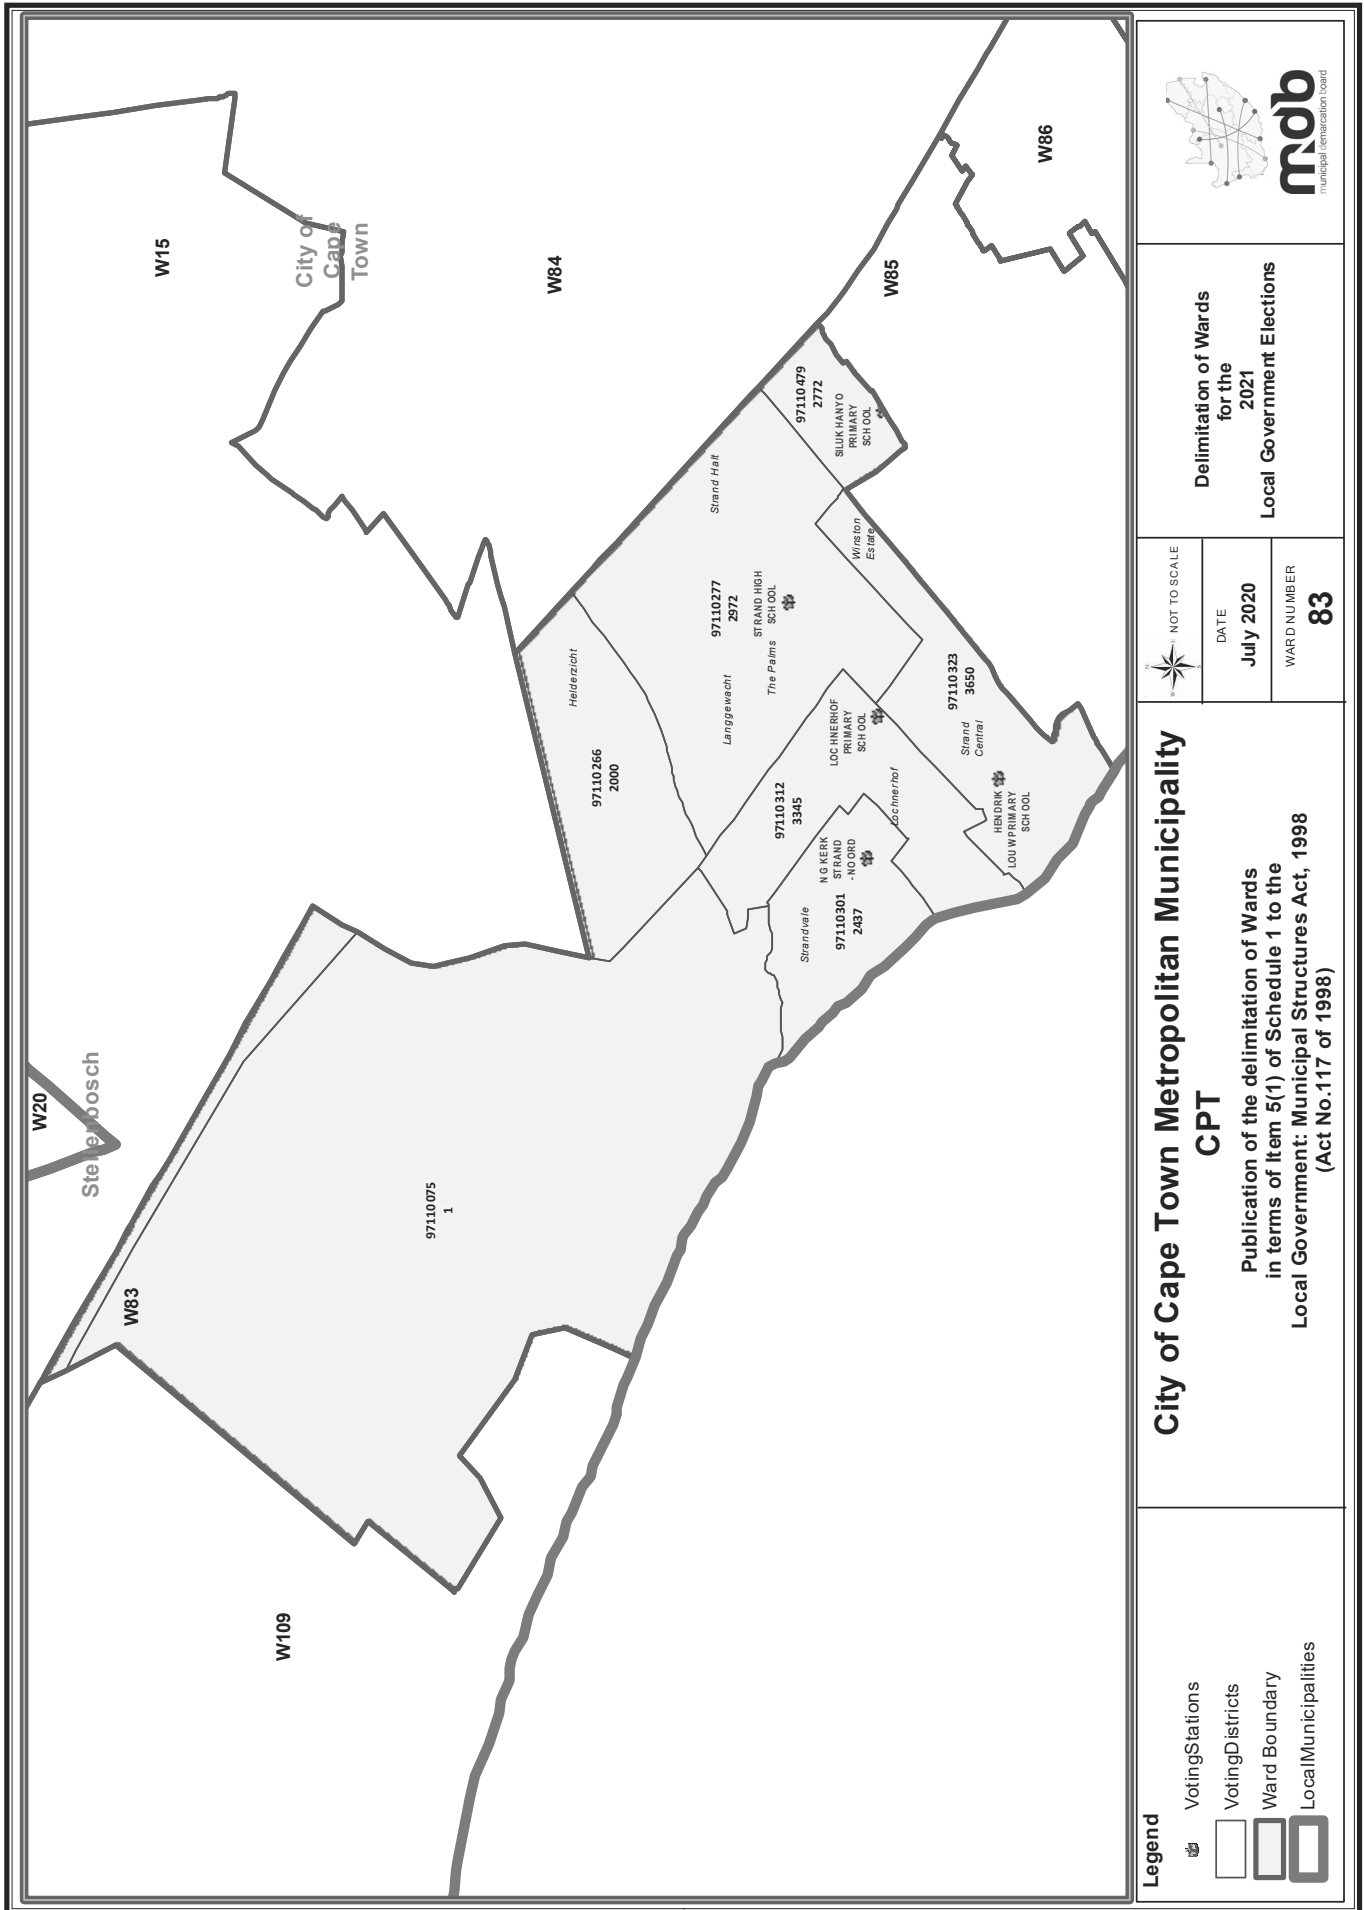 W20
Stellenbosch
W15
City of
Cape
Town
W84
W86
W85
W83
W109
97110075
1
97110266
2000
Helderzicht
97110277
2972
Strand Halt
STRAND HIGH
SCHOOL
The Palms
Langgewacht
97110479
2772
SILUKHANYO
PRIMARY
SCHOOL
Winston
Estate
97110323
3650
Strand
Central
LOCHNERHOF
PRIMARY
SCHOOL
97110312
3345
Lochnerhof
HENDRIK
LOUW PRIMARY
SCHOOL
N G KERK
STRAND
-NOORD
97110301
2437
Strandvale
Legend
VotingStations
VotingDistricts
Ward Boundary
LocalMunicipalities
City of Cape Town Metropolitan Municipality
CPT
Publication of the delimitation of Wards
in terms of Item 5(1) of Schedule 1 to the
Local Government: Municipal Structures Act, 1998
(Act No.117 of 1998)
N
E
S
W
NOT TO SCALE
DATE
July 2020
WARD NUMBER
83
Delimitation of Wards
for the
2021
Local Government Elections
mdb
municipal demarcation board